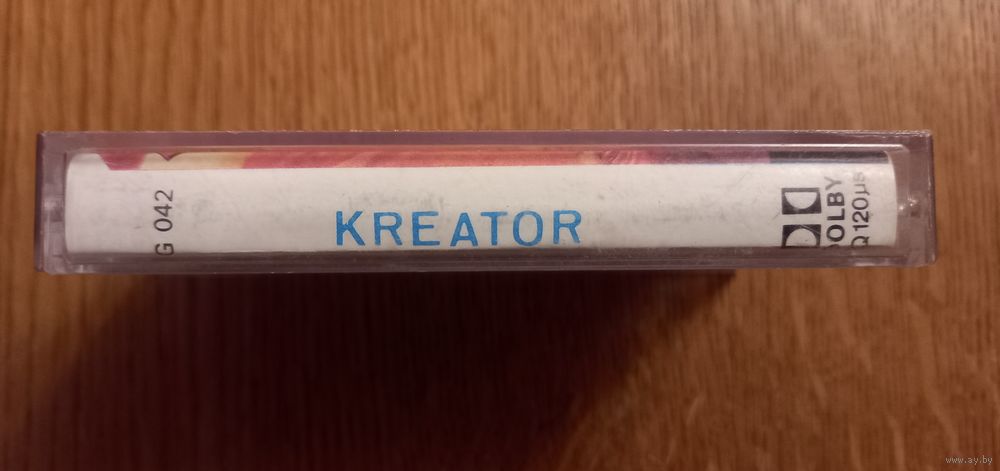 G 042
KREATOR
DOLBY
Q 120µs
www.ay.by